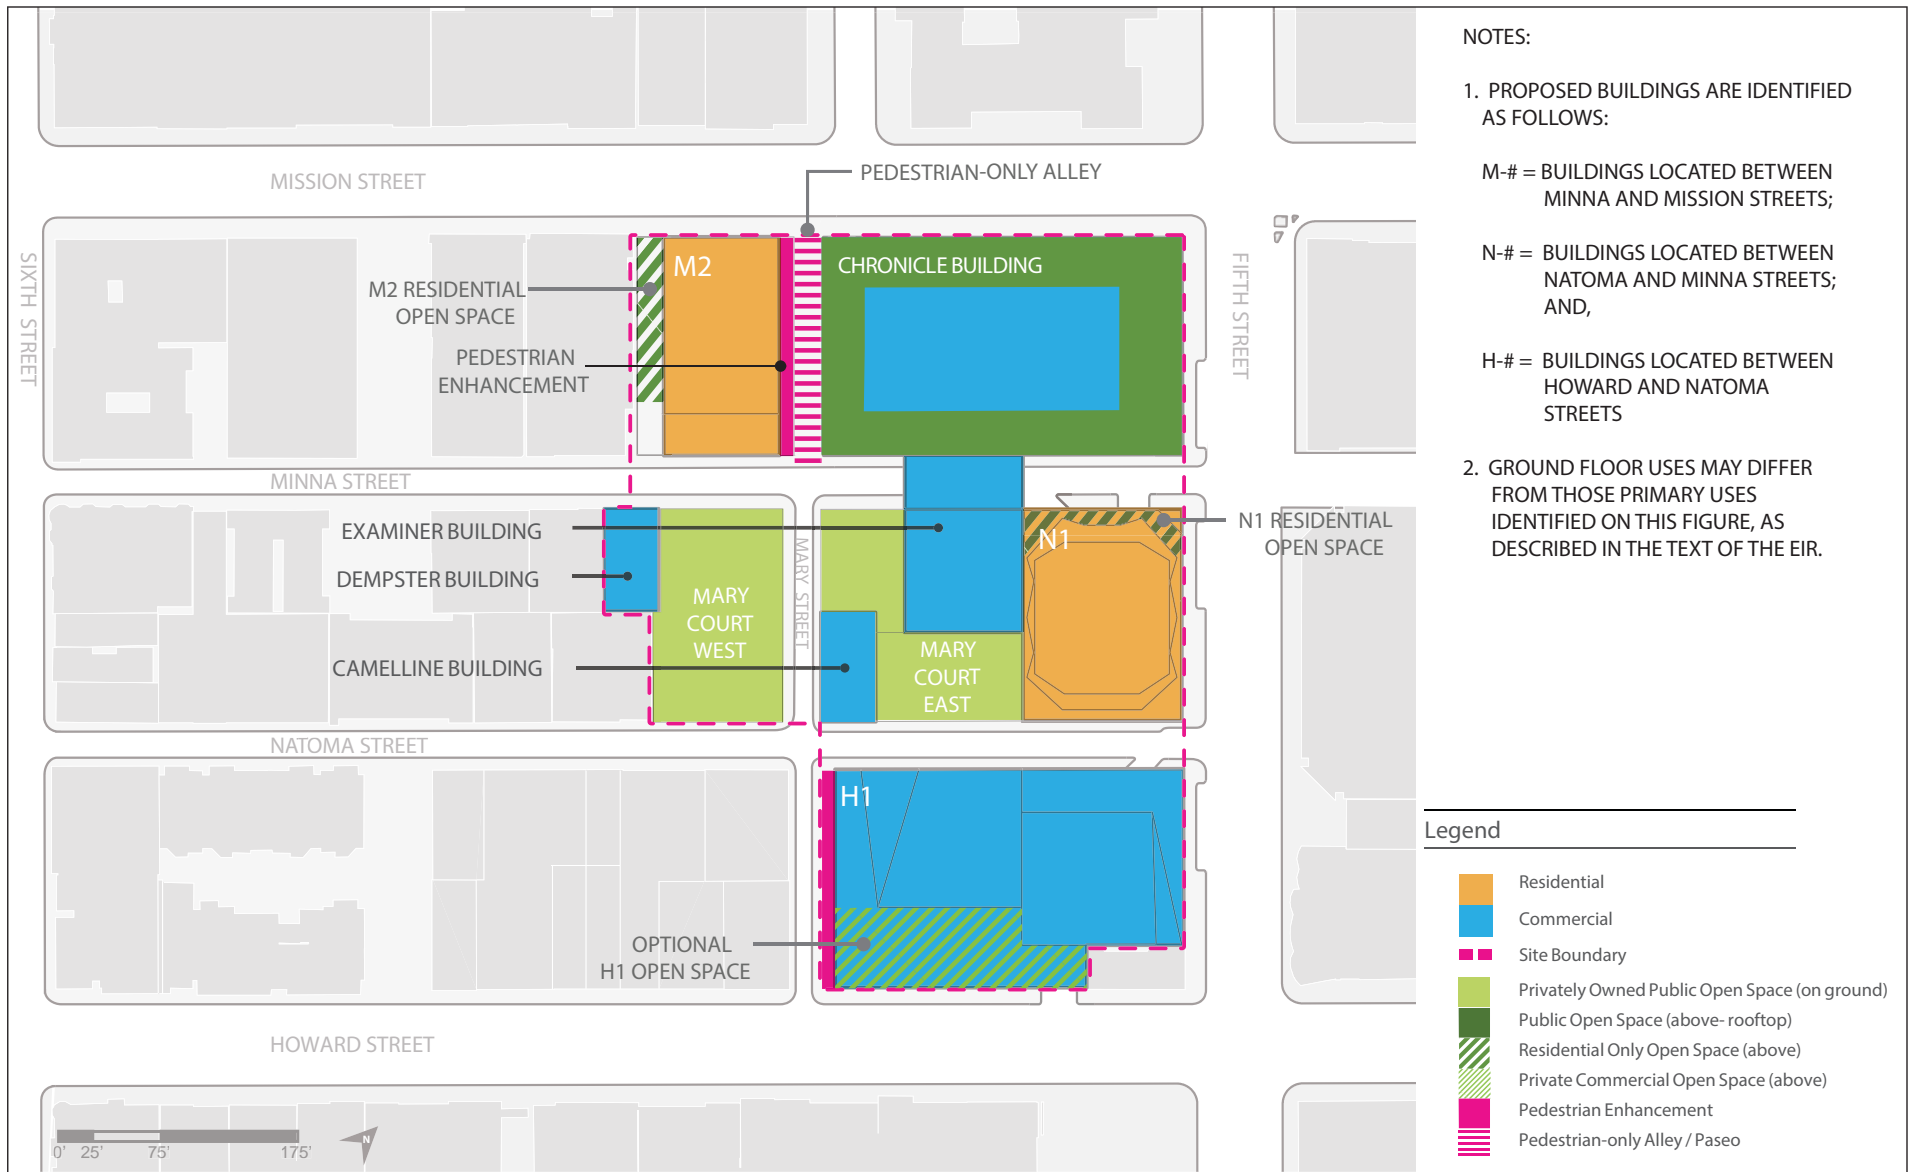 NOTES:
1. PROPOSED BUILDINGS ARE IDENTIFIED
AS FOLLOWS:
M-# = BUILDINGS LOCATED BETWEEN
MINNA AND MISSION STREETS;
N-# = BUILDINGS LOCATED BETWEEN
NATOMA AND MINNA STREETS;
AND,
H-# = BUILDINGS LOCATED BETWEEN
HOWARD AND NATOMA
STREETS
2. GROUND FLOOR USES MAY DIFFER
FROM THOSE PRIMARY USES
IDENTIFIED ON THIS FIGURE, AS
DESCRIBED IN THE TEXT OF THE EIR.
MISSION STREET
PEDESTRIAN-ONLY ALLEY
SIXTH STREET
FIFTH STREET
M2
CHRONICLE BUILDING
M2 RESIDENTIAL
OPEN SPACE
PEDESTRIAN
ENHANCEMENT
MINNA STREET
EXAMINER BUILDING
DEMPSTER BUILDING
MARY
COURT
WEST
MARY STREET
CAMELLINE BUILDING
MARY
COURT
EAST
N1
N1 RESIDENTIAL
OPEN SPACE
NATOMA STREET
H1
OPTIONAL
H1 OPEN SPACE
HOWARD STREET
0' 25' 75' 175'
N
Legend
Residential
Commercial
Site Boundary
Privately Owned Public Open Space (on ground)
Public Open Space (above- rooftop)
Residential Only Open Space (above)
Private Commercial Open Space (above)
Pedestrian Enhancement
Pedestrian-only Alley / Paseo